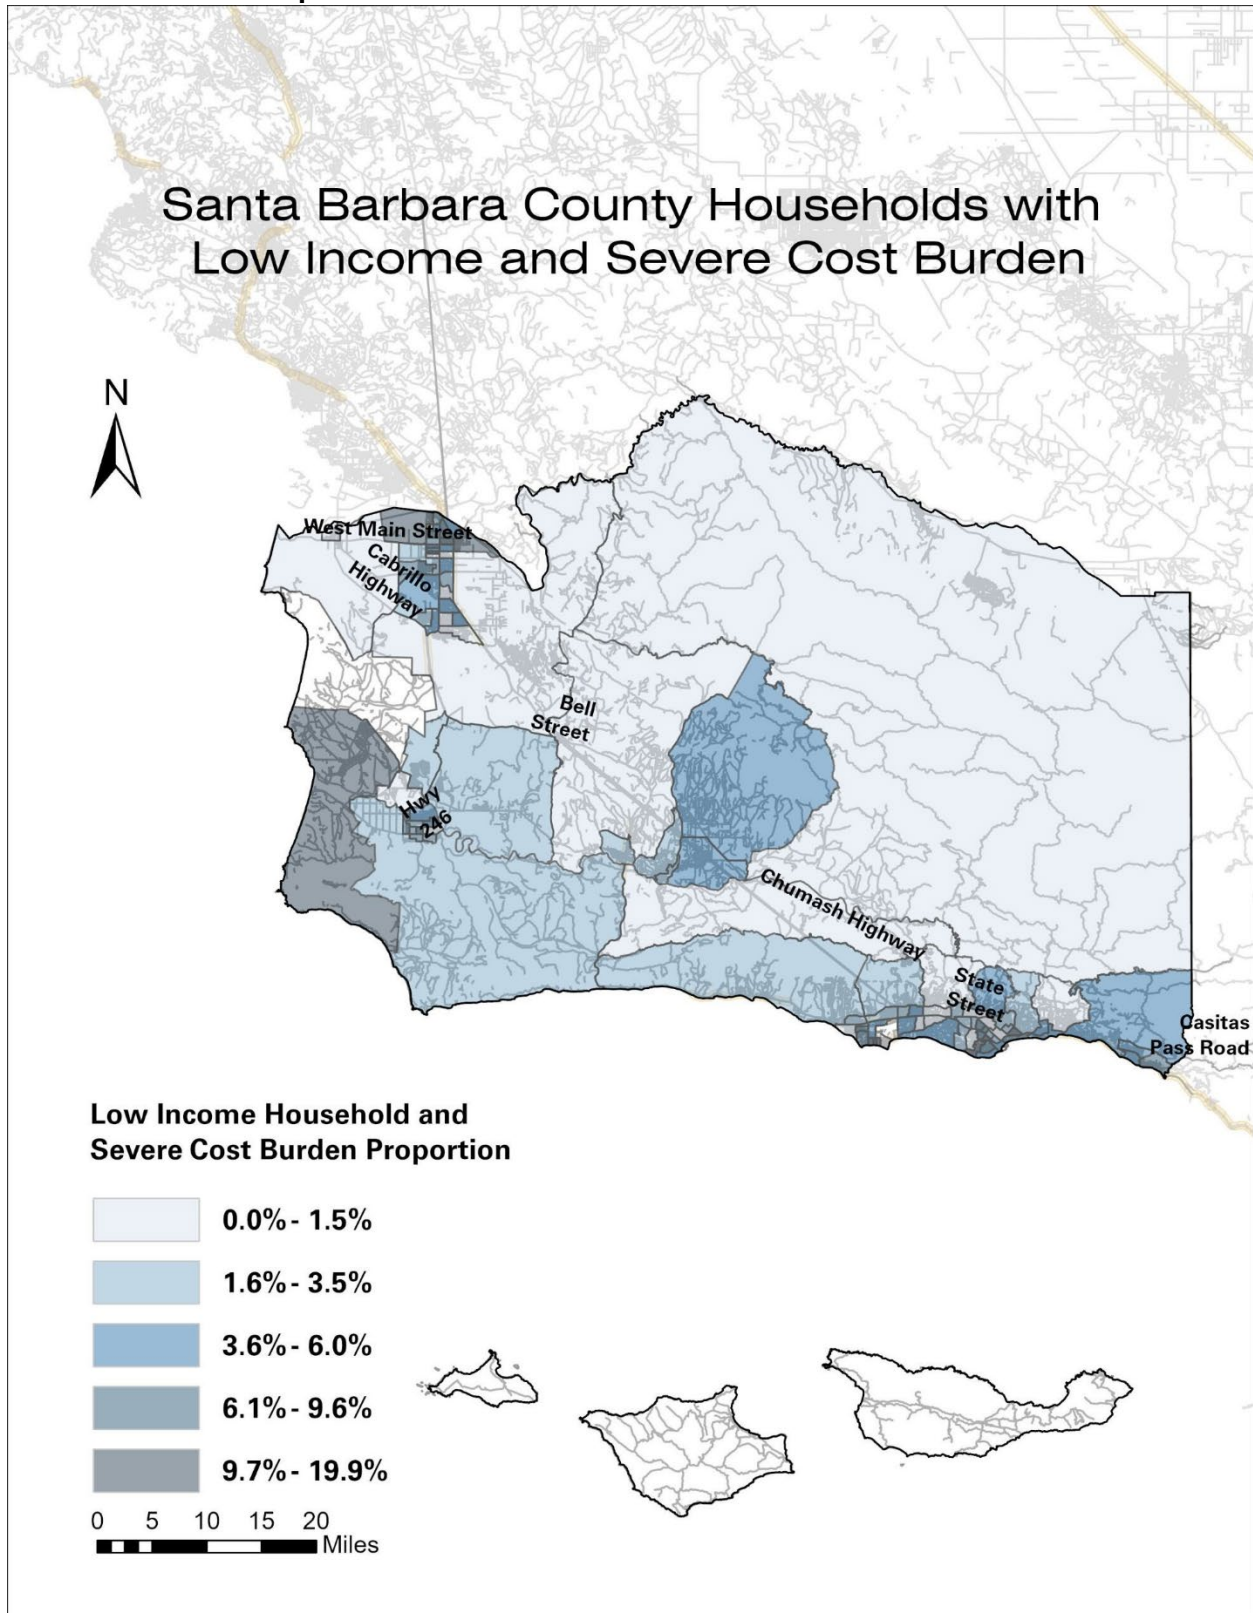 Santa Barbara County Households with
Low Income and Severe Cost Burden
N
West Main Street
Cabrillo
Highway
Bell
Street
Hwy
246
Chumash Highway
State
Street
Casitas
Pass Road
Low Income Household and
Severe Cost Burden Proportion
0.0% - 1.5%
1.6% - 3.5%
3.6% - 6.0%
6.1% - 9.6%
9.7% - 19.9%
0 5 10 15 20
Miles